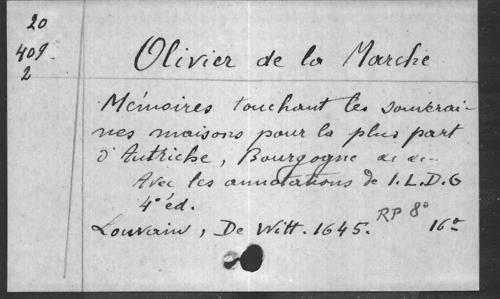 20
409
2
Olivier de la Marche
Mémoires touchant les souverai-
nes maisons pour la plus part
d'Autriche, Bourgogne &c &c-
Avec les annotations de I.L.D.G
4e éd.
Louvain, De Witt. 1645. RP 8° 16o